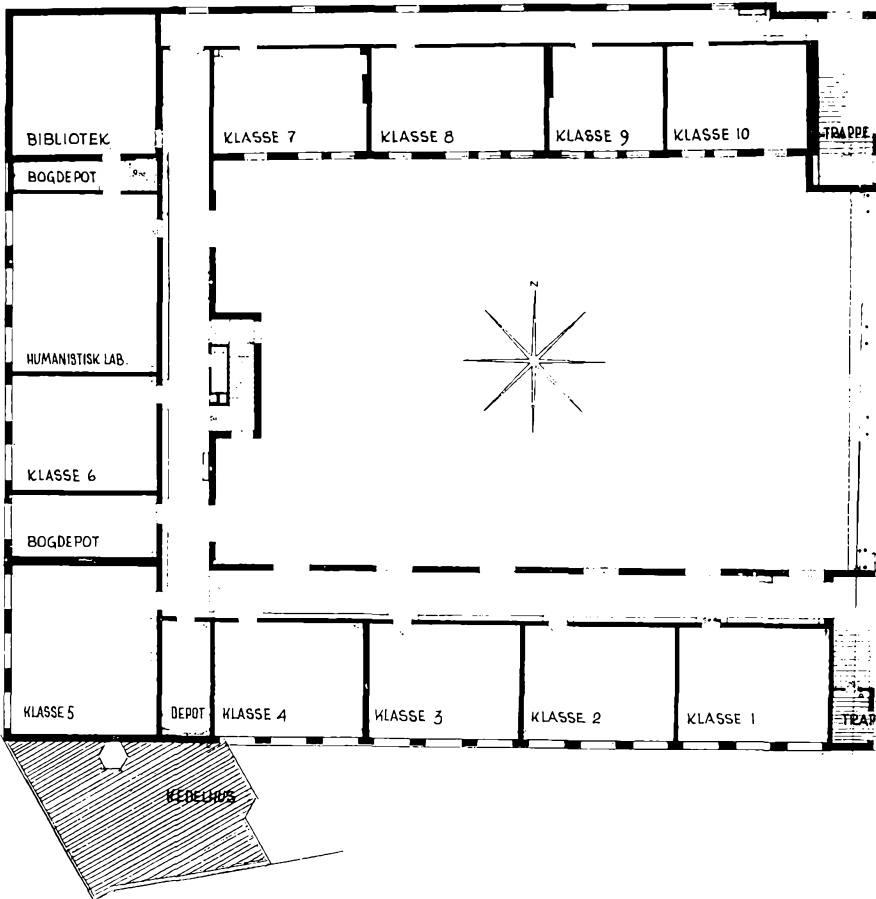 BIBLIOTEK
KLASSE 7
KLASSE 8
KLASSE 9
KLASSE 10
TRAPPE
BOGDEPOT
N
HUMANISTISK LAB.
KLASSE 6
BOGDEPOT
KLASSE 5
DEPOT
KLASSE 4
KLASSE 3
KLASSE 2
KLASSE 1
TRAP
KEDELHUS